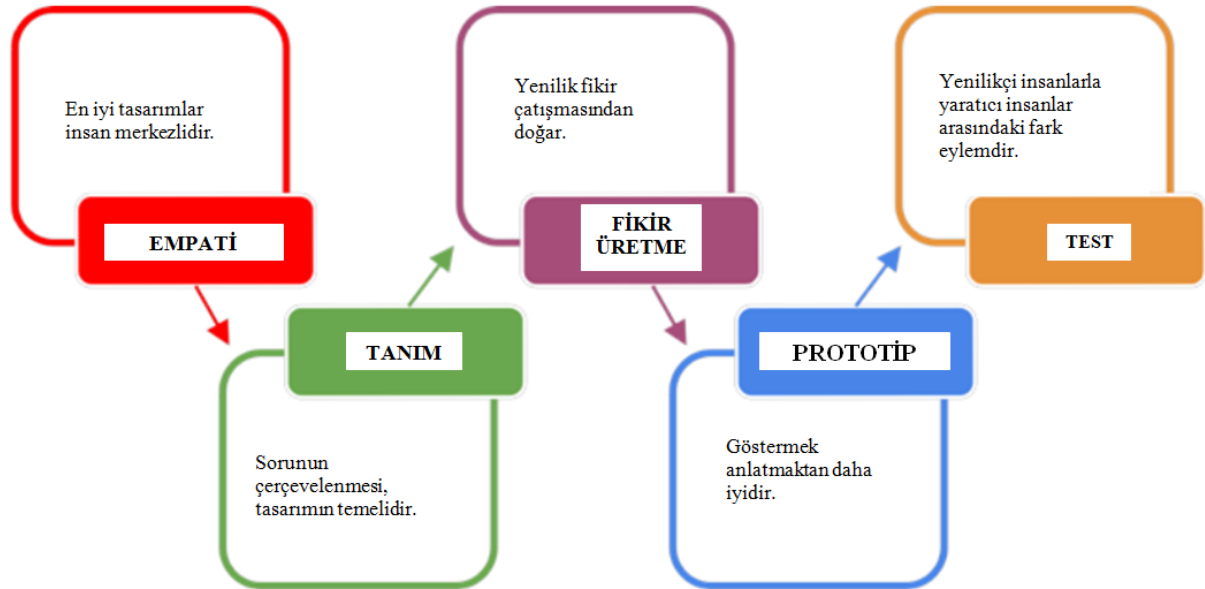 En iyi tasarımlar
insan merkezlidir.
EMPATİ
Sorunun
çerçevelenmesi,
tasarımın temelidir.
TANIM
Yenilik fikir
çatışmasından
doğar.
FİKİR
ÜRETME
Göstermek
anlatmaktan daha
iyidir.
PROTOTİP
Yenilikçi insanlarla
yaratıcı insanlar
arasındaki fark
eylemdir.
TEST